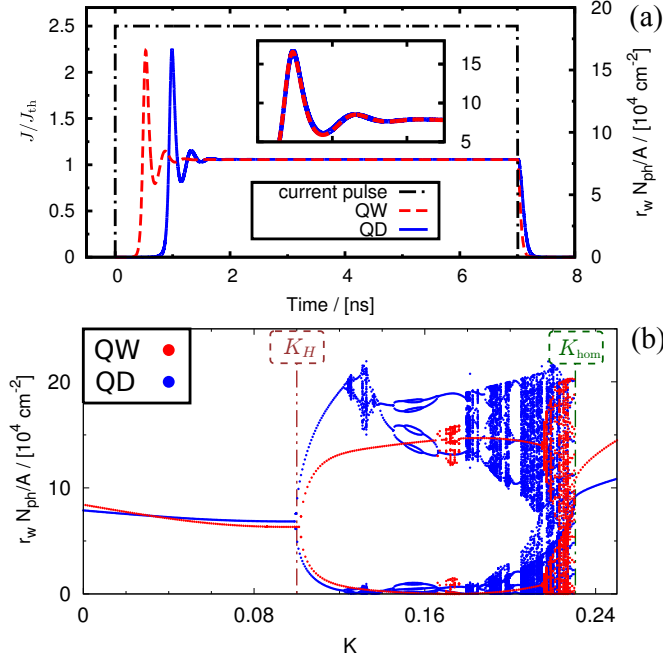 (a)
J/J_th
2.5
2
1.5
1
0.5
0
20
15
10
5
0
r_w N_ph/A / [10^4 cm^-2]
15
10
5
current pulse
QW
QD
0 2 4 6 8
Time / [ns]
(b)
QW
QD
K_H
K_hom
r_w N_ph/A / [10^4 cm^-2]
20
10
0
0 0.08 0.16 0.24
K